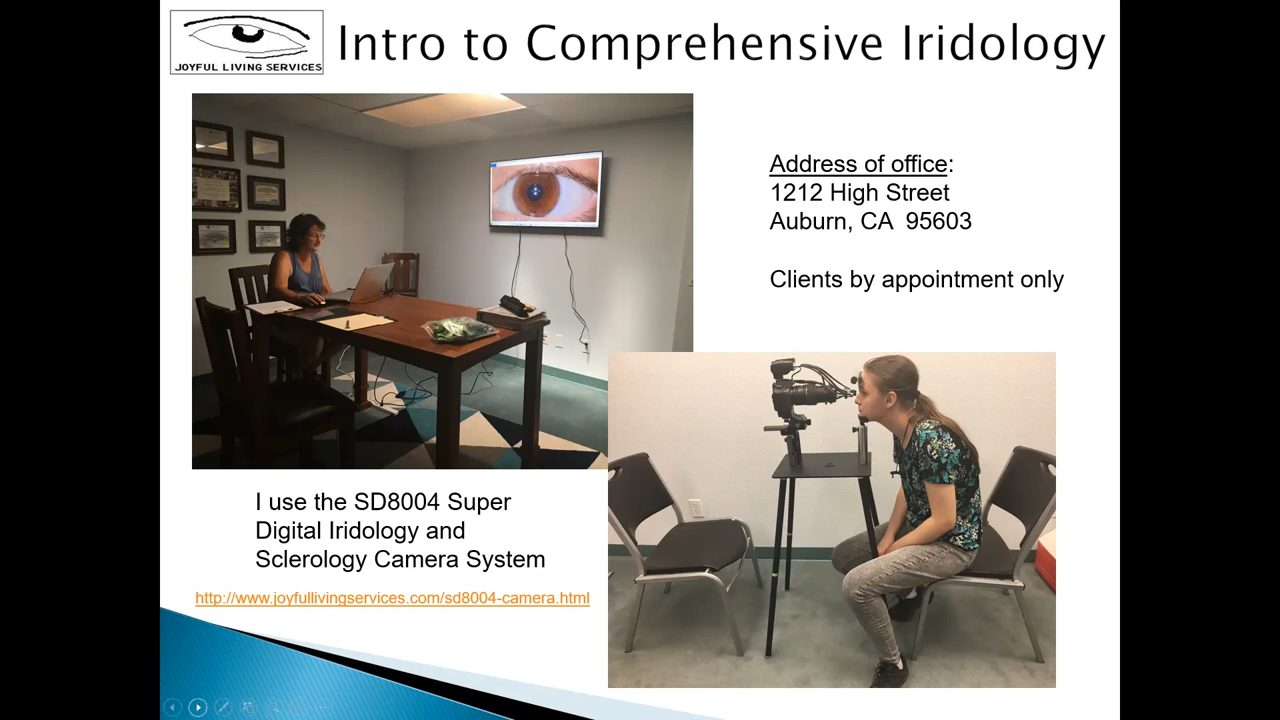 JOYFUL LIVING SERVICES
Intro to Comprehensive Iridology
Address of office:
1212 High Street
Auburn, CA 95603
Clients by appointment only
I use the SD8004 Super
Digital Iridology and
Sclerology Camera System
http://www.joyfullivingservices.com/sd8004-camera.html